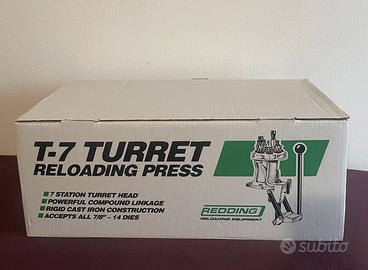 T-7 TURRET
RELOADING PRESS
7 STATION TURRET HEAD
POWERFUL COMPOUND LINKAGE
RIGID CAST IRON CONSTRUCTION
ACCEPTS ALL 7/8" – 14 DIES
REDDING
RELOADING EQUIPMENT
subito